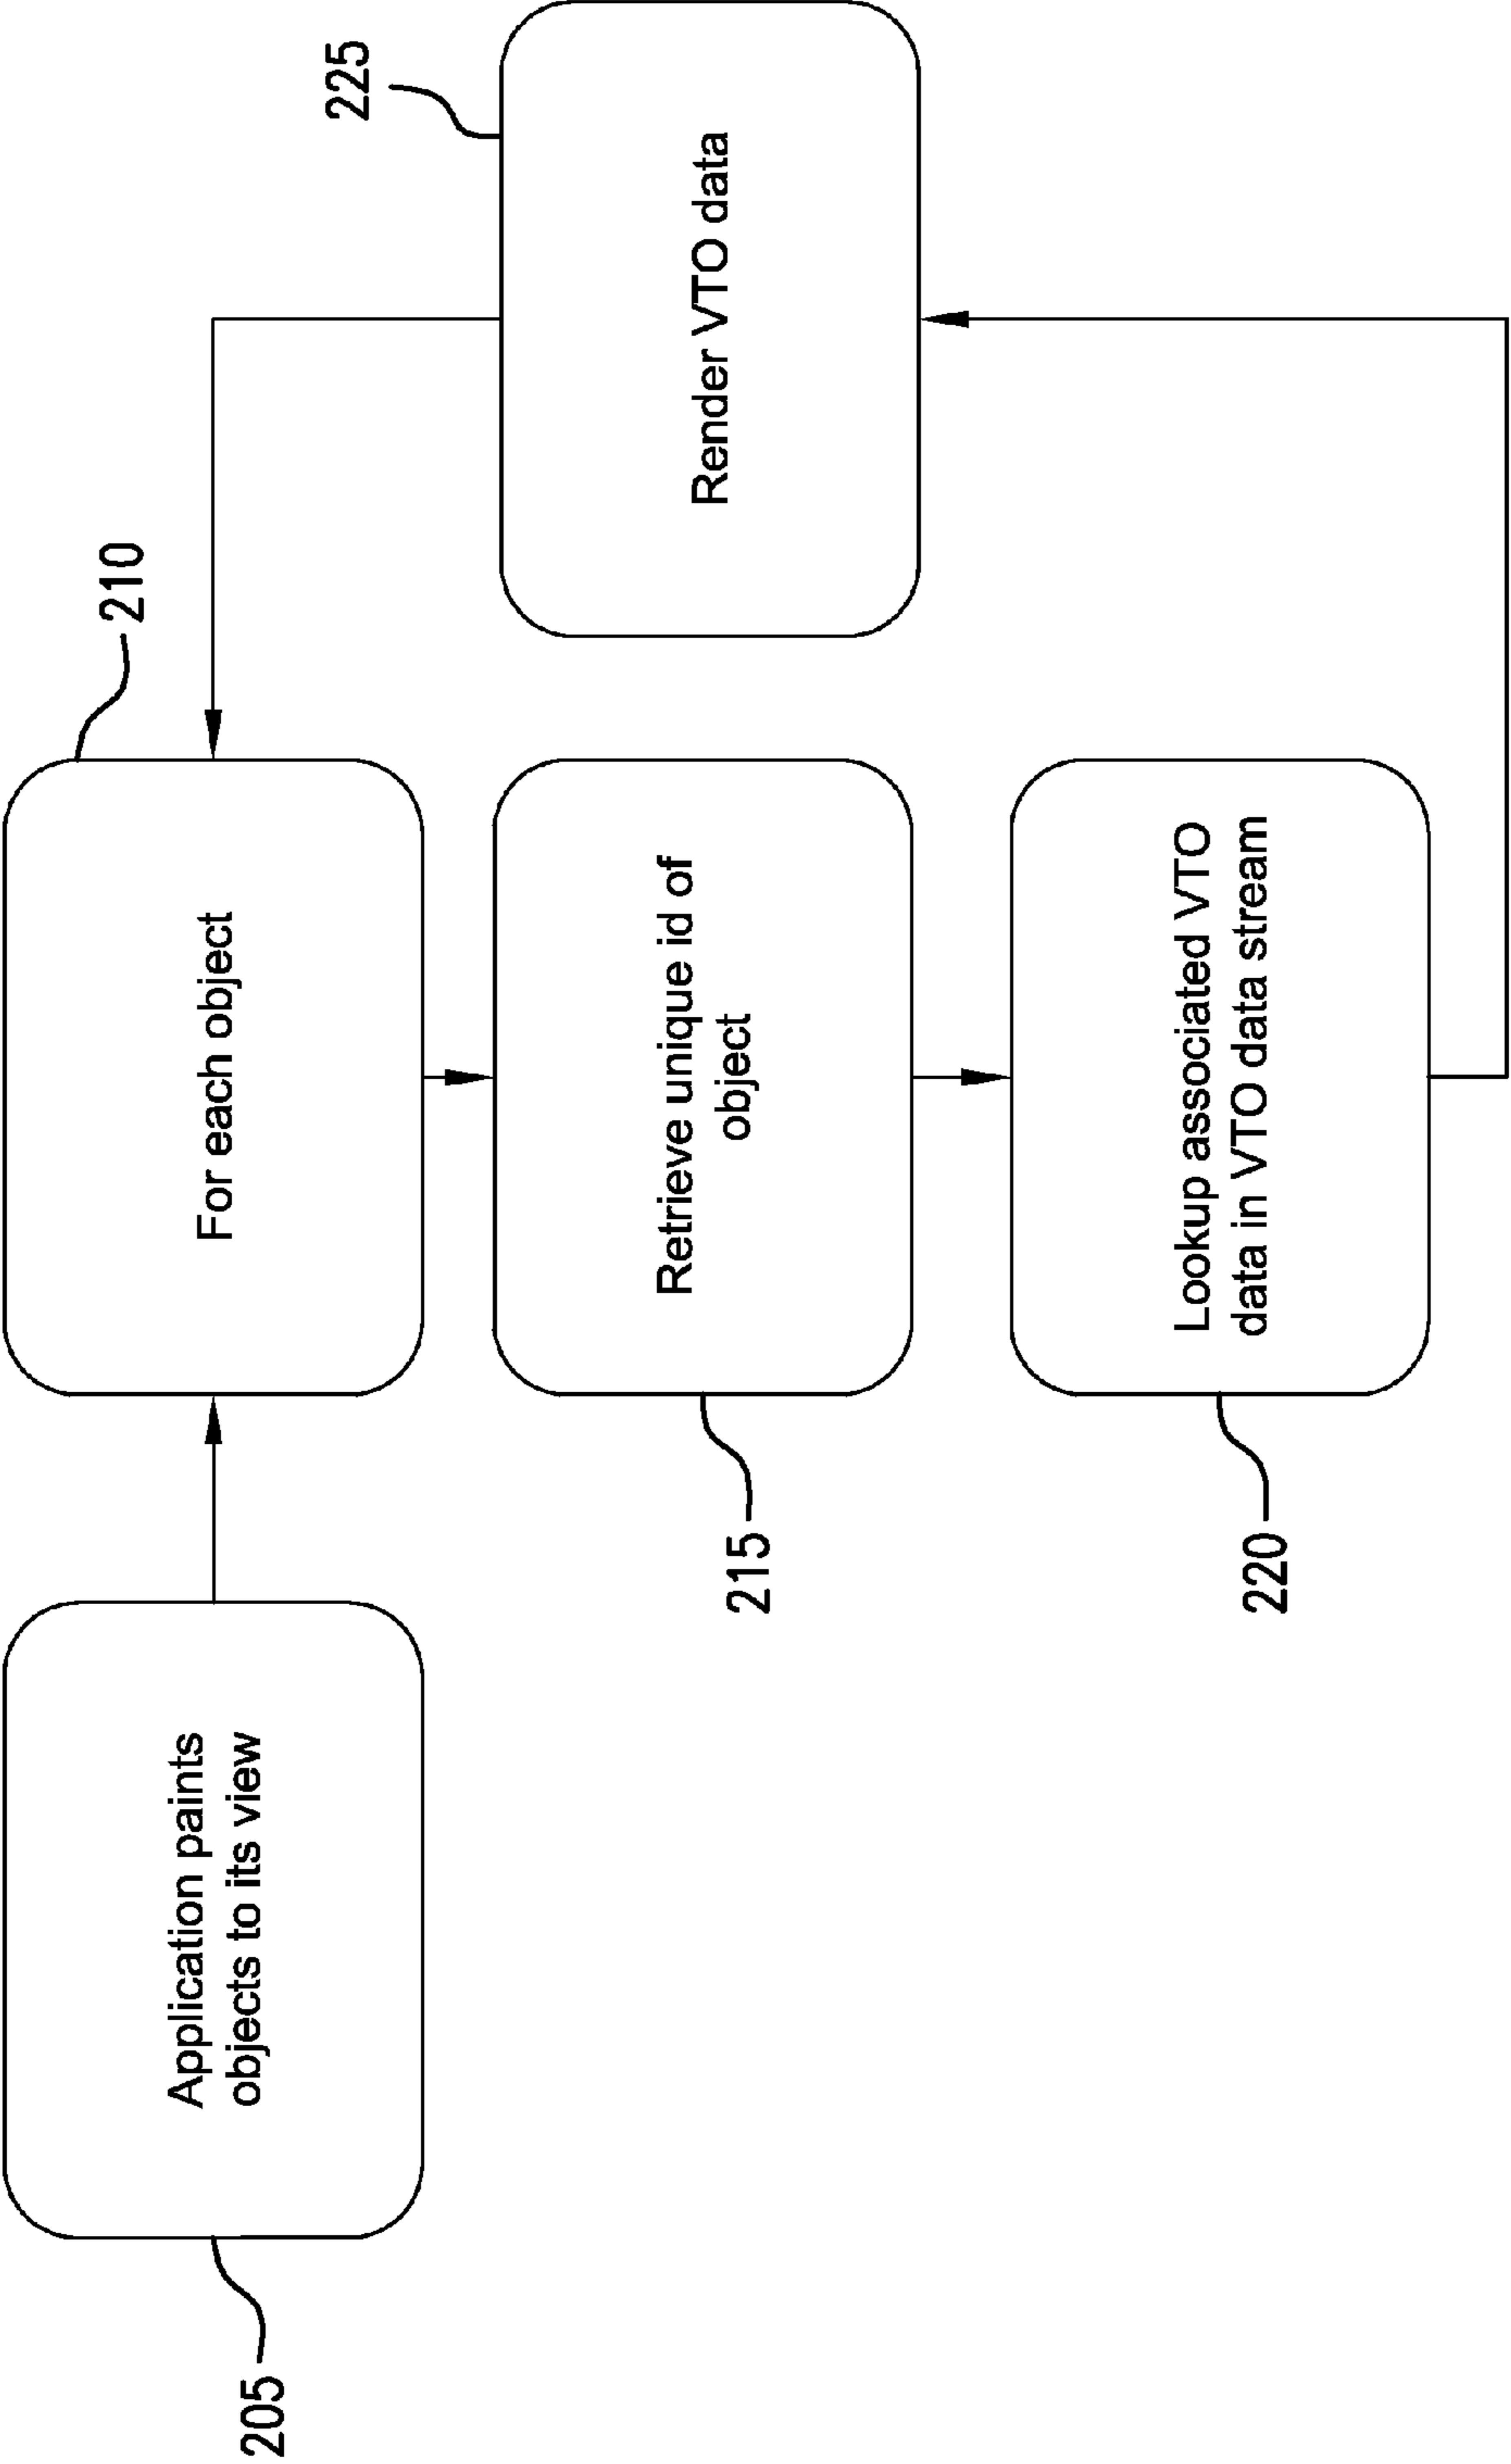 205
Application paints
objects to its view
210
For each object
215
Retrieve unique id of
object
220
Lookup associated VTO
data in VTO data stream
225
Render VTO data